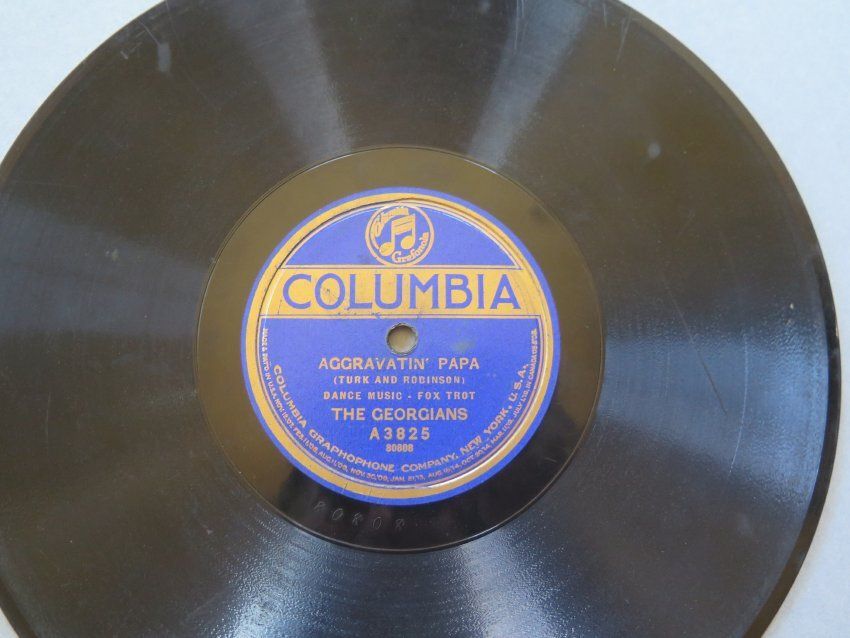 Columbia
Grafonola
COLUMBIA
AGGRAVATIN' PAPA
(TURK AND ROBINSON)
DANCE MUSIC - FOX TROT
THE GEORGIANS
A3825
80808
COLUMBIA GRAPHOPHONE COMPANY, NEW YORK, U.S.A.
80808